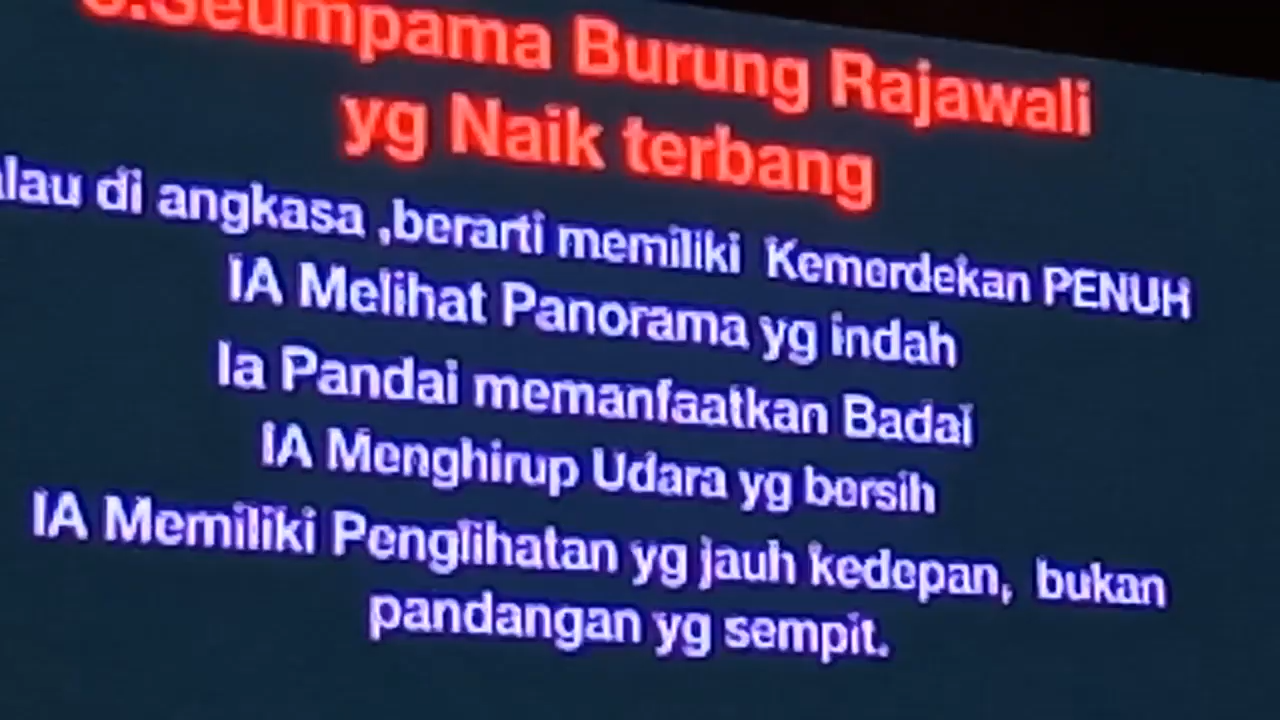 Seumpama Burung Rajawali
yg Naik terbang
di angkasa ,berarti memiliki Kemerdekan PENUH
IA Melihat Panorama yg indah
Ia Pandai memanfaatkan Badai
IA Menghirup Udara yg bersih
IA Memiliki Penglihatan yg jauh kedepan, bukan
pandangan yg sempit.